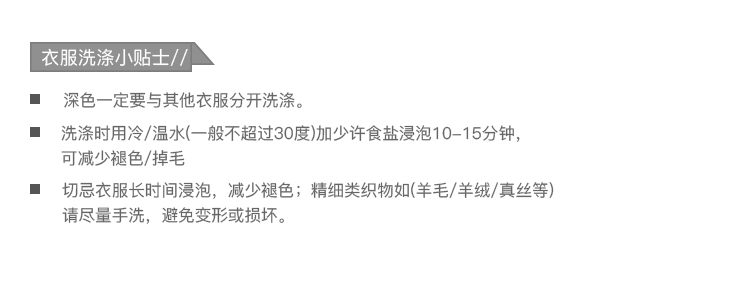 衣服洗涤小贴士//
深色一定要与其他衣服分开洗涤。
洗涤时用冷/温水(一般不超过30度)加少许食盐浸泡10-15分钟，
可减少褪色/掉毛
切忌衣服长时间浸泡，减少褪色；精细类织物如(羊毛/羊绒/真丝等)
请尽量手洗，避免变形或损坏。